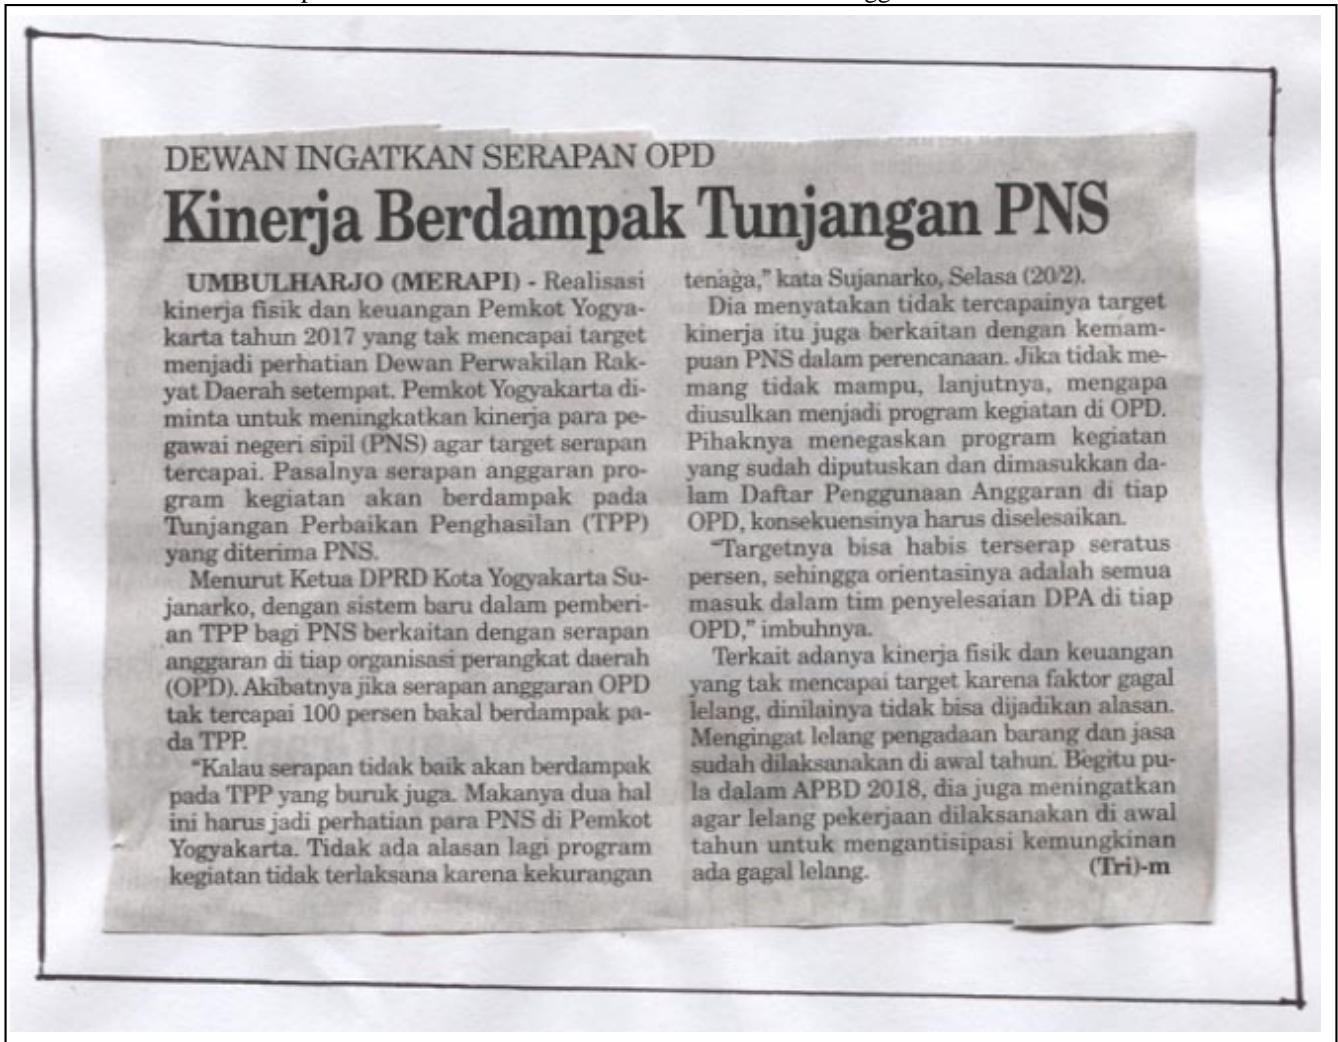 DEWAN INGATKAN SERAPAN OPD
Kinerja Berdampak Tunjangan PNS
UMBULHARJO (MERAPI) - Realisasi
kinerja fisik dan keuangan Pemkot Yogya-
karta tahun 2017 yang tak mencapai target
menjadi perhatian Dewan Perwakilan Rak-
yat Daerah setempat. Pemkot Yogyakarta di-
minta untuk meningkatkan kinerja para pe-
gawai negeri sipil (PNS) agar target serapan
tercapai. Pasalnya serapan anggaran pro-
gram kegiatan akan berdampak pada
Tunjangan Perbaikan Penghasilan (TPP)
yang diterima PNS.
Menurut Ketua DPRD Kota Yogyakarta Su-
janarko, dengan sistem baru dalam pemberi-
an TPP bagi PNS berkaitan dengan serapan
anggaran di tiap organisasi perangkat daerah
(OPD). Akibatnya jika serapan anggaran OPD
tak tercapai 100 persen bakal berdampak pa-
da TPP.
"Kalau serapan tidak baik akan berdampak
pada TPP yang buruk juga. Makanya dua hal
ini harus jadi perhatian para PNS di Pemkot
Yogyakarta. Tidak ada alasan lagi program
kegiatan tidak terlaksana karena kekurangan
tenaga," kata Sujanarko, Selasa (20/2).
Dia menyatakan tidak tercapainya target
kinerja itu juga berkaitan dengan kemam-
puan PNS dalam perencanaan. Jika tidak me-
mang tidak mampu, lanjutnya, mengapa
diusulkan menjadi program kegiatan di OPD.
Pihaknya menegaskan program kegiatan
yang sudah diputuskan dan dimasukkan da-
lam Daftar Penggunaan Anggaran di tiap
OPD, konsekuensinya harus diselesaikan.
"Targetnya bisa habis terserap seratus
persen, sehingga orientasinya adalah semua
masuk dalam tim penyelesaian DPA di tiap
OPD," imbuhnya.
Terkait adanya kinerja fisik dan keuangan
yang tak mencapai target karena faktor gagal
lelang, dinilainya tidak bisa dijadikan alasan.
Mengingat lelang pengadaan barang dan jasa
sudah dilaksanakan di awal tahun. Begitu pu-
la dalam APBD 2018, dia juga meningatkan
agar lelang pekerjaan dilaksanakan di awal
tahun untuk mengantisipasi kemungkinan
ada gagal lelang. (Tri)-m